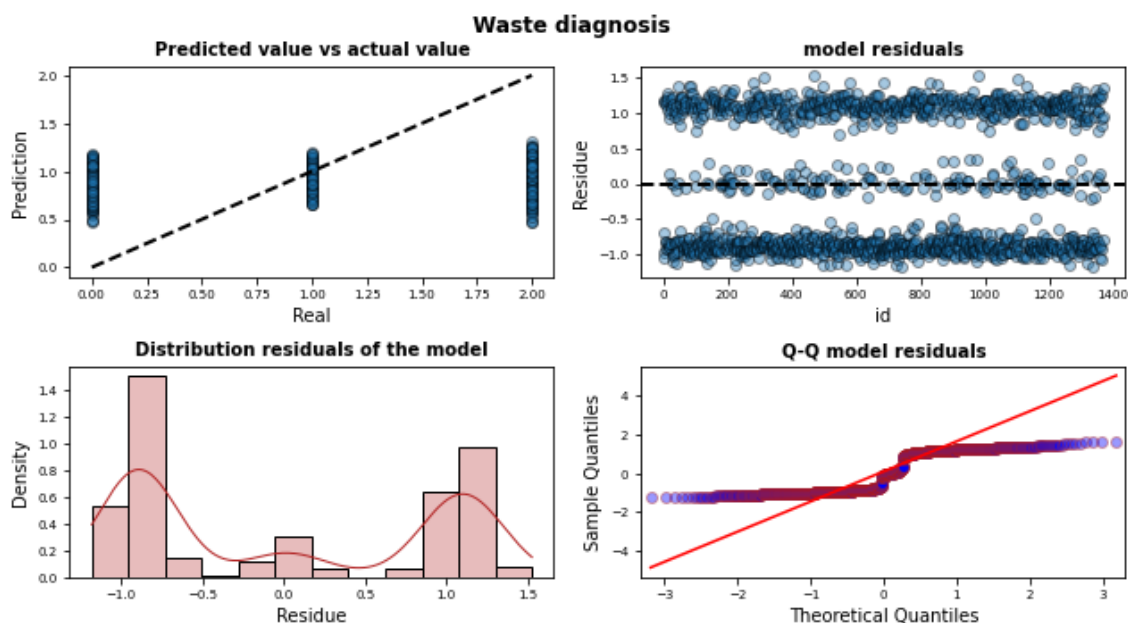 Waste diagnosis
Predicted value vs actual value
2.0
1.5
1.0
0.5
0.0
Prediction
0.00 0.25 0.50 0.75 1.00 1.25 1.50 1.75 2.00
Real
model residuals
1.5
1.0
0.5
0.0
−0.5
−1.0
Residue
0 200 400 600 800 1000 1200 1400
id
Distribution residuals of the model
1.4
1.2
1.0
0.8
0.6
0.4
0.2
0.0
Density
−1.0 −0.5 0.0 0.5 1.0 1.5
Residue
Q-Q model residuals
4
2
0
−2
−4
Sample Quantiles
−3 −2 −1 0 1 2 3
Theoretical Quantiles